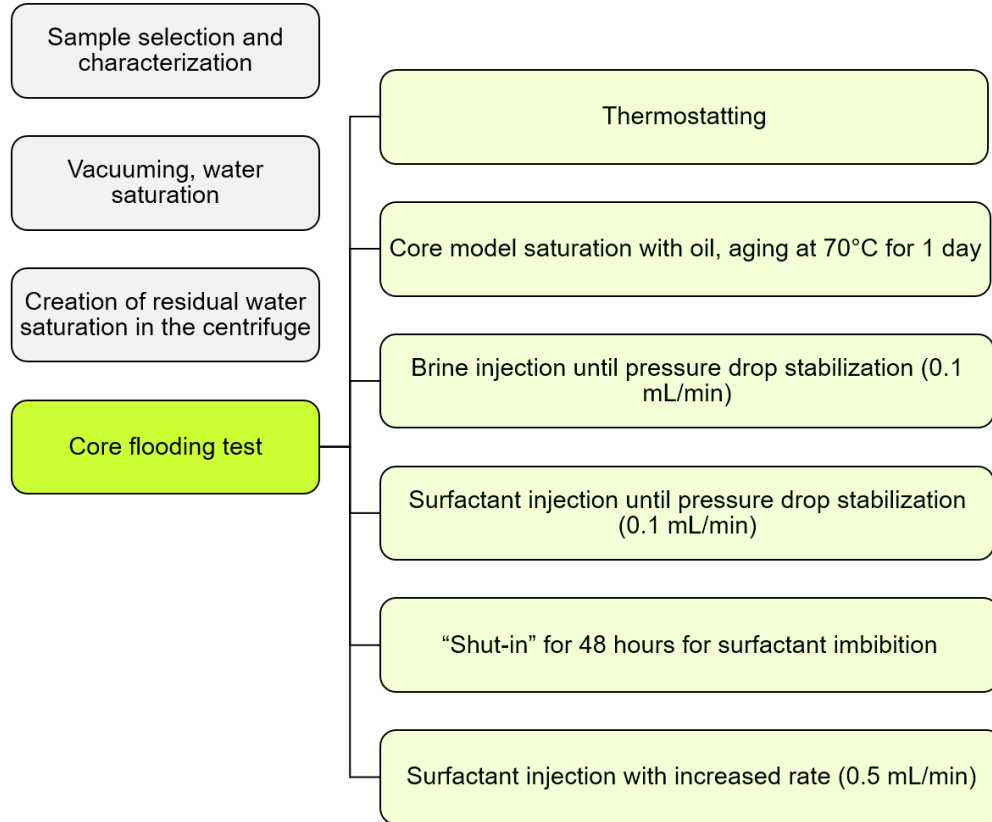 Sample selection and
characterization
Vacuuming, water
saturation
Creation of residual water
saturation in the centrifuge
Core flooding test
Thermostatting
Core model saturation with oil, aging at 70°C for 1 day
Brine injection until pressure drop stabilization (0.1
mL/min)
Surfactant injection until pressure drop stabilization
(0.1 mL/min)
“Shut-in” for 48 hours for surfactant imbibition
Surfactant injection with increased rate (0.5 mL/min)